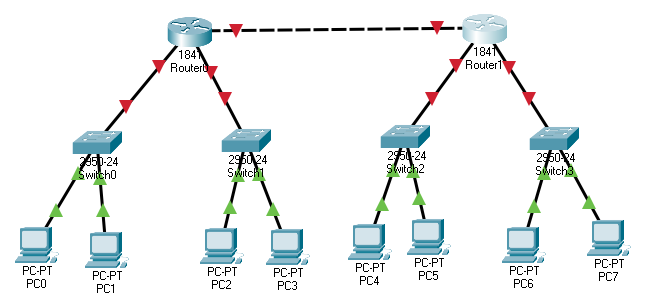 1841
Router0
1841
Router1
2950-24
Switch0
2950-24
Switch1
2950-24
Switch2
2950-24
Switch3
PC-PT
PC0
PC-PT
PC1
PC-PT
PC2
PC-PT
PC3
PC-PT
PC4
PC-PT
PC5
PC-PT
PC6
PC-PT
PC7